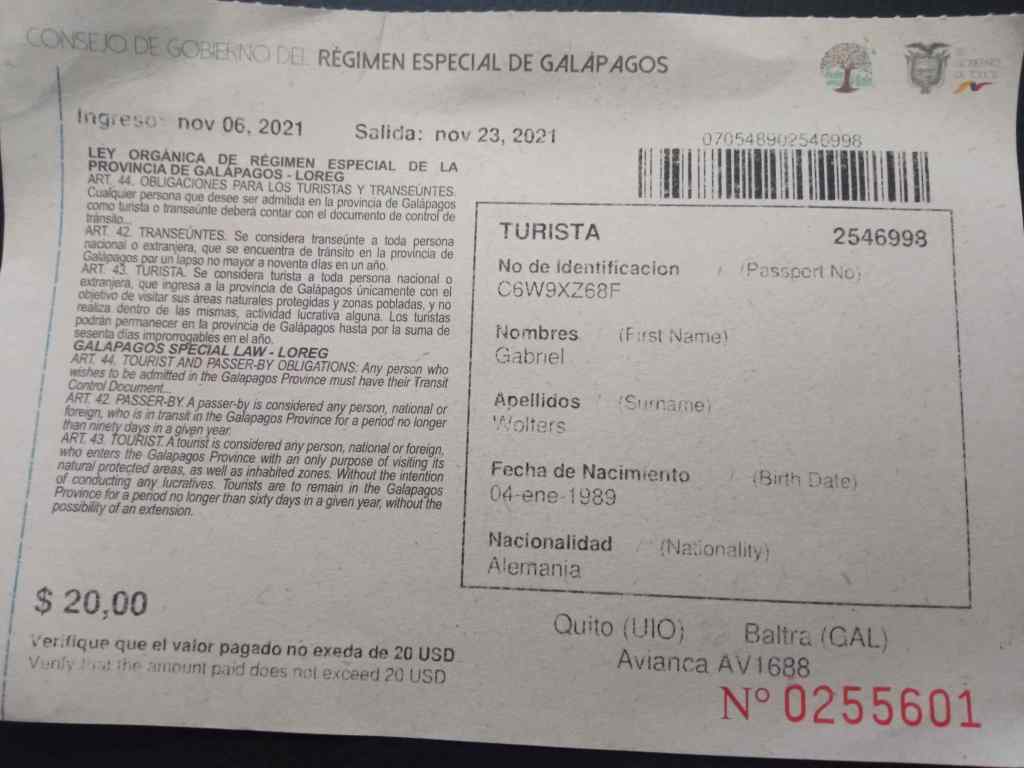 CONSEJO DE GOBIERNO DEL RÉGIMEN ESPECIAL DE GALÁPAGOS
Ingreso: nov 06, 2021
Salida: nov 23, 2021
LEY ORGÁNICA DE RÉGIMEN ESPECIAL DE LA
PROVINCIA DE GALÁPAGOS - LOREG
ART. 44. OBLIGACIONES PARA LOS TURISTAS Y TRANSEÚNTES.
Cualquier persona que desee ser admitida en la provincia de Galápagos
como turista o transeúnte deberá contar con el documento de control de
tránsito...
ART. 42. TRANSEÚNTES. Se considera transeúnte a toda persona
nacional o extranjera, que se encuentra de tránsito en la provincia de
Galápagos por un lapso no mayor a noventa días en un año.
ART. 43. TURISTA. Se considera turista a toda persona nacional o
extranjera, que ingresa a la provincia de Galápagos únicamente con el
objetivo de visitar sus áreas naturales protegidas y zonas pobladas, y no
realiza dentro de las mismas, actividad lucrativa alguna. Los turistas
podrán permanecer en la provincia de Galápagos hasta por la suma de
sesenta días improrrogables en el año.
GALAPAGOS SPECIAL LAW - LOREG
ART. 44. TOURIST AND PASSER-BY OBLIGATIONS: Any person who
wishes to be admitted in the Galapagos Province must have their Transit
Control Document...
ART. 42. PASSER-BY. A passer-by is considered any person, national or
foreign, who is in transit in the Galapagos Province for a period no longer
than ninety days in a given year.
ART. 43. TOURIST. A tourist is considered any person, national or foreign,
who enters the Galapagos Province with an only purpose of visiting its
natural protected areas, as well as inhabited zones. Without the intention
of conducting any lucratives. Tourists are to remain in the Galapagos
Province for a period no longer than sixty days in a given year, without the
possibility of an extension.
$ 20,00
Verifique que el valor pagado no exeda de 20 USD
Verify that the amount paid does not exceed 20 USD
070548902546998
TURISTA 2546998
No de Identificacion / (Passport No)
C6W9XZ68F
Nombres (First Name)
Gabriel
Apellidos (Surname)
Wolters
Fecha de Nacimiento / (Birth Date)
04-ene-1989
Nacionalidad / (Nationality)
Alemania
Quito (UIO) Baltra (GAL)
Avianca AV1688
Nº 0255601